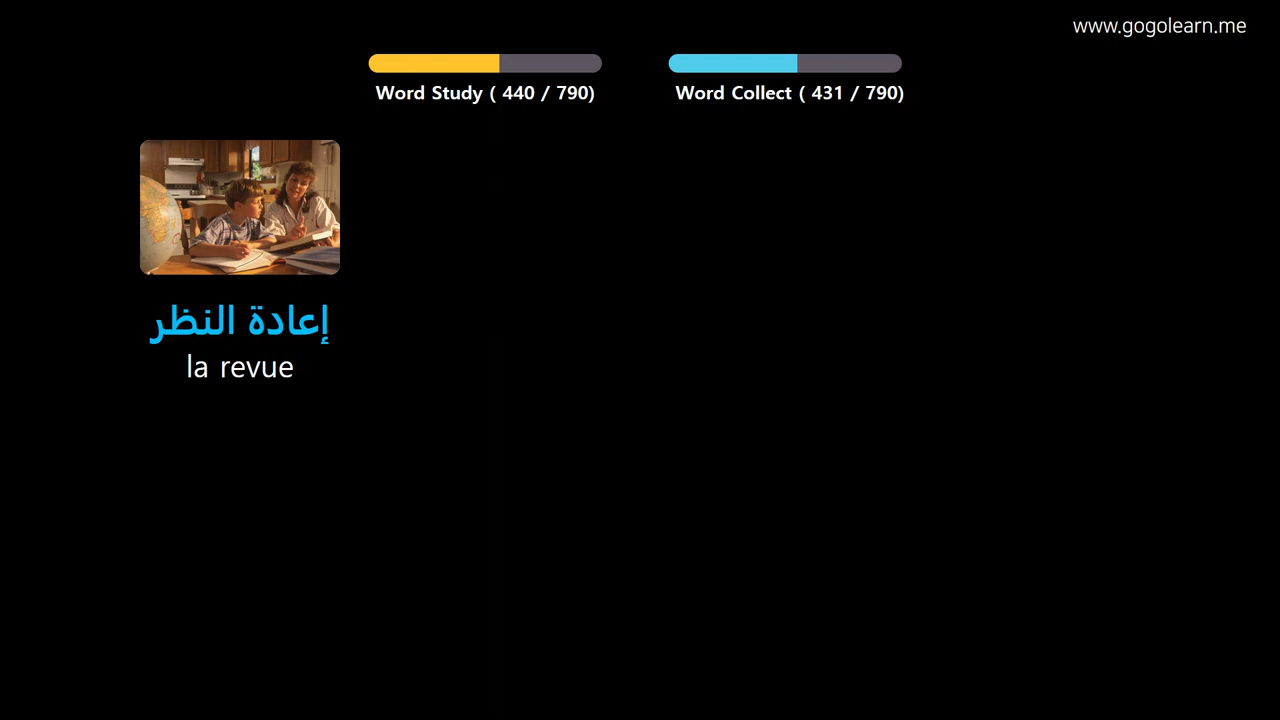 www.gogolearn.me
Word Study ( 440 / 790)
Word Collect ( 431 / 790)
إعادة النظر
la revue